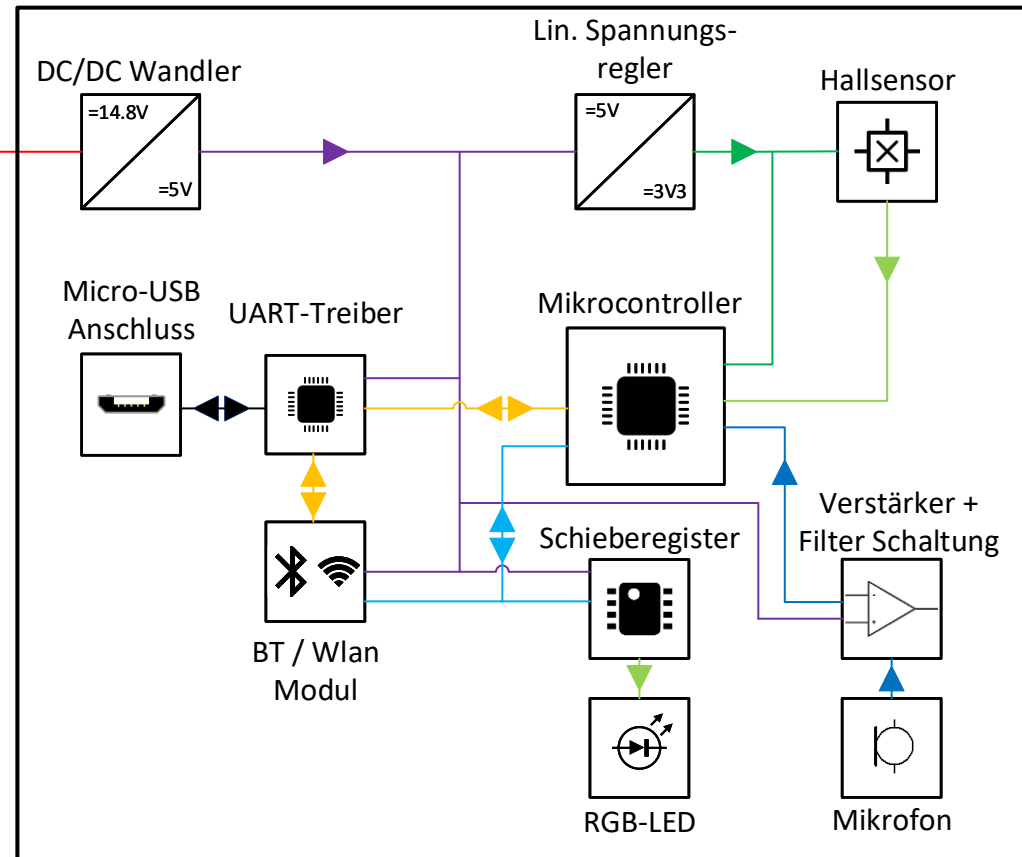 Lin. Spannungs-
regler
DC/DC Wandler
Hallsensor
=14.8V
=5V
=5V
=3V3
Micro-USB
Anschluss
UART-Treiber
Mikrocontroller
Verstärker +
Filter Schaltung
Schieberegister
BT / Wlan
Modul
RGB-LED
Mikrofon